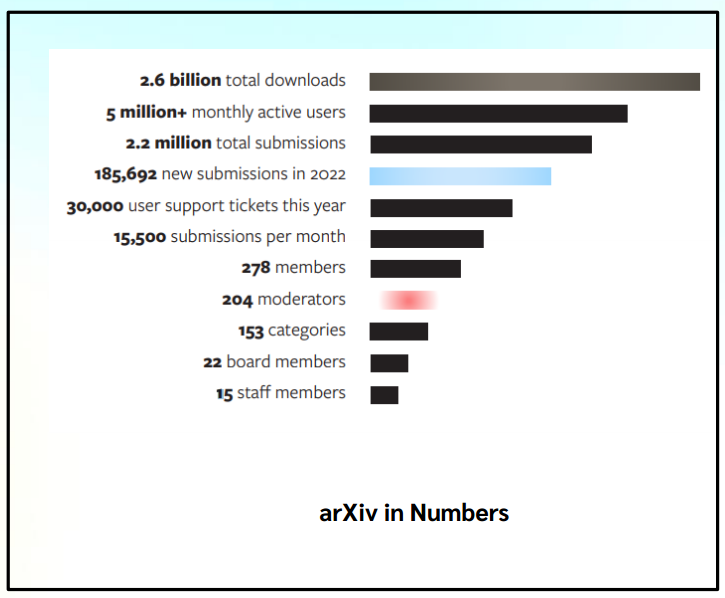 2.6 billion total downloads
5 million+ monthly active users
2.2 million total submissions
185,692 new submissions in 2022
30,000 user support tickets this year
15,500 submissions per month
278 members
204 moderators
153 categories
22 board members
15 staff members
arXiv in Numbers